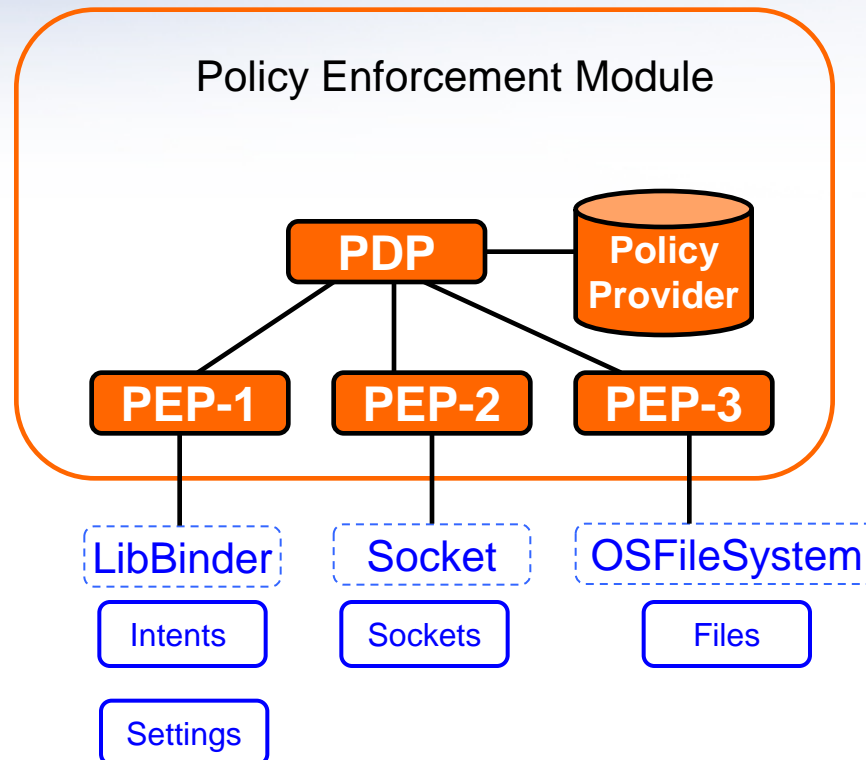 Policy Enforcement Module
PDP
Policy
Provider
PEP-1
PEP-2
PEP-3
LibBinder
Socket
OSFileSystem
Intents
Sockets
Files
Settings